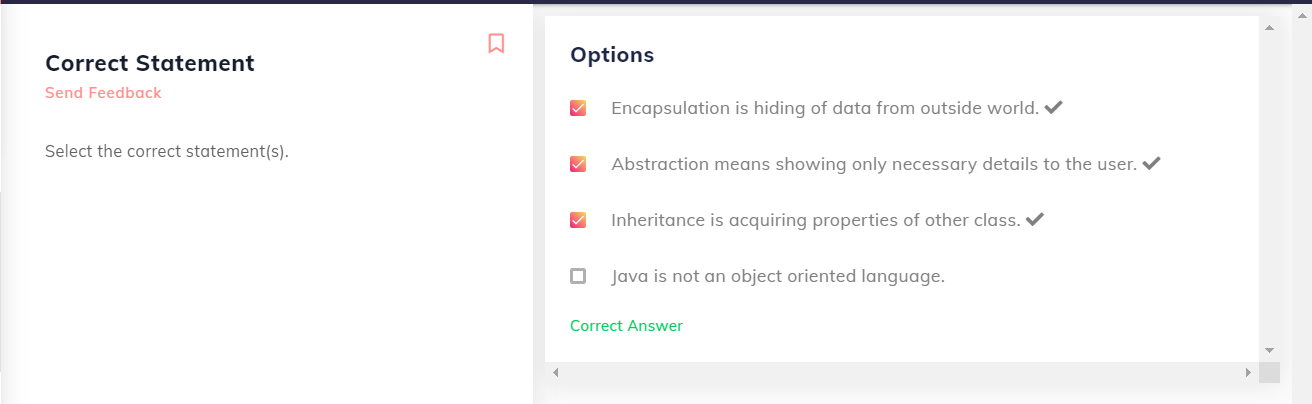 Correct Statement
Send Feedback
Select the correct statement(s).
Options
Encapsulation is hiding of data from outside world.
Abstraction means showing only necessary details to the user.
Inheritance is acquiring properties of other class.
Java is not an object oriented language.
Correct Answer